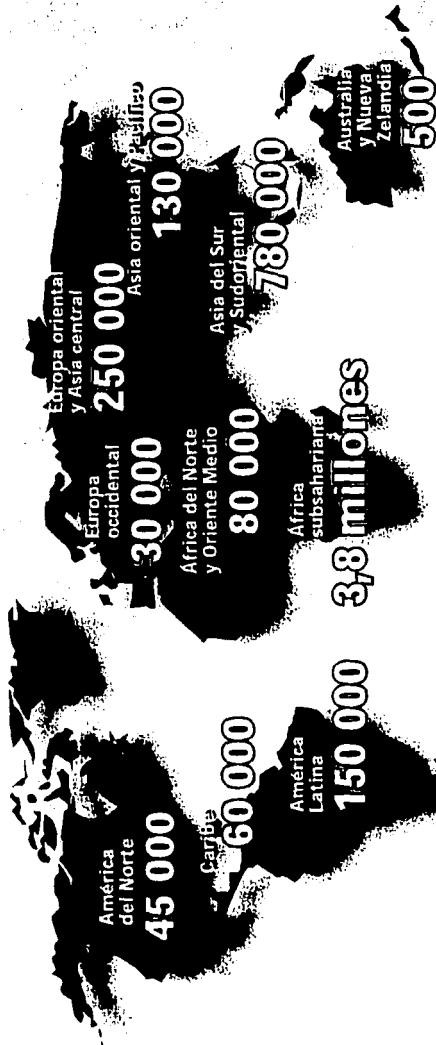 América
del Norte
45 000
Caribe
60 000
América
Latina
150 000
Europa
occidental
30 000
África del Norte
y Oriente Medio
80 000
África
subsahariana
3,8 millones
Europa oriental
y Asia central
250 000
Asia oriental y Pacífico
130 000
Asia del Sur
y Sudoriental
780 000
Australia
y Nueva
Zelandia
500